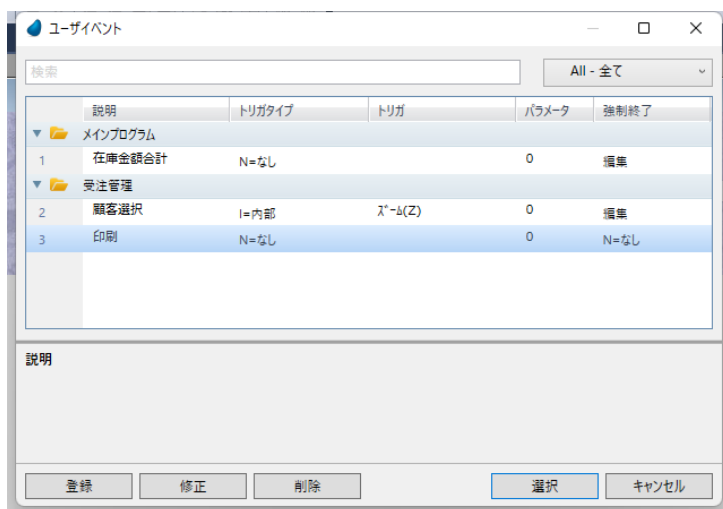 ユーザイベント
検索
All - 全て
説明 トリガタイプ トリガ パラメータ 強制終了
メインプログラム
1 在庫金額合計 N=なし 0 編集
受注管理
2 顧客選択 I=内部 ｽﾞｰﾑ(Z) 0 編集
3 印刷 N=なし 0 N=なし
説明
登録 修正 削除 選択 キャンセル